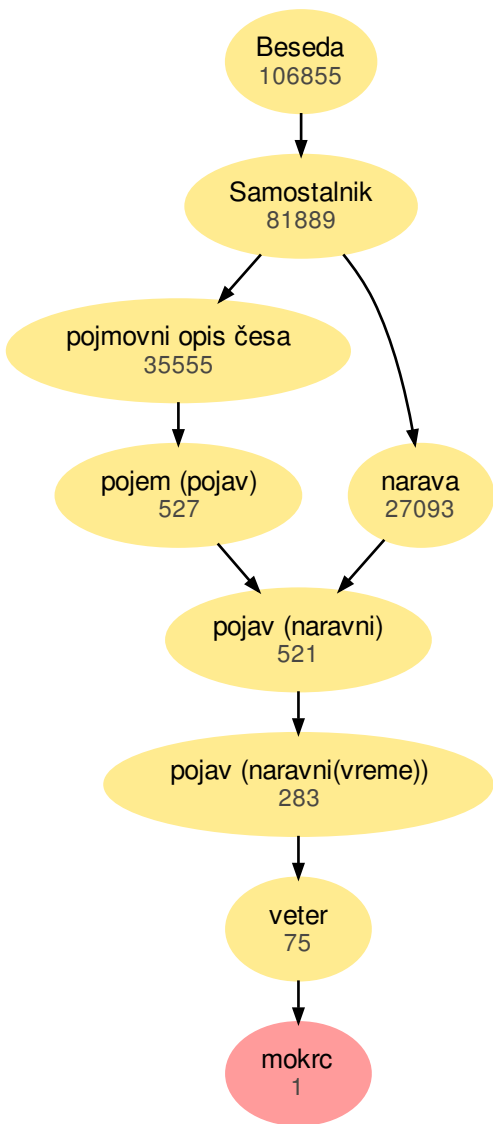 Beseda
106855
Samostalnik
81889
pojmovni opis česa
35555
pojem (pojav)
527
narava
27093
pojav (naravni)
521
pojav (naravni(vreme))
283
veter
75
mokrc
1